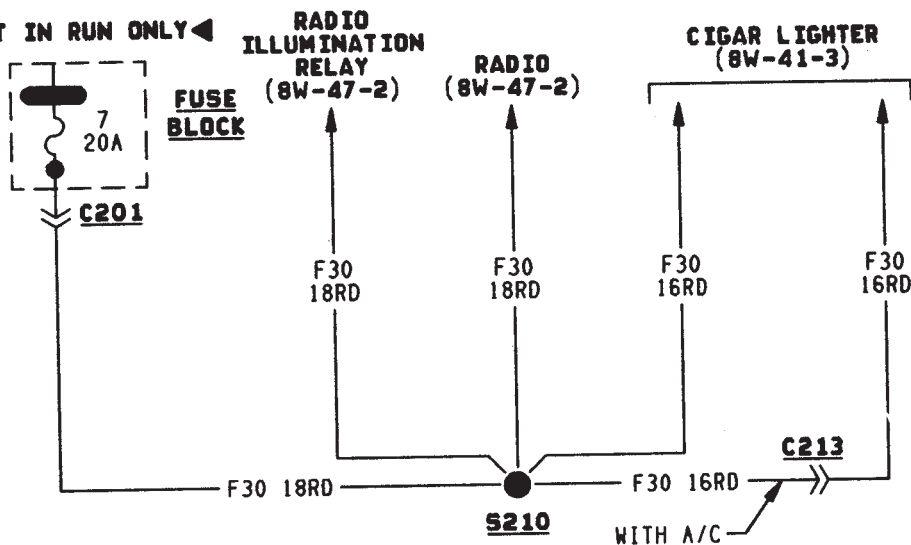 T IN RUN ONLY
RADIO
ILLUMINATION
RELAY
(8W-47-2)
RADIO
(8W-47-2)
CIGAR LIGHTER
(8W-41-3)
FUSE
BLOCK
7
20A
C201
F30
18RD
F30
18RD
F30
16RD
F30
16RD
C213
F30 18RD
F30 16RD
S210
WITH A/C